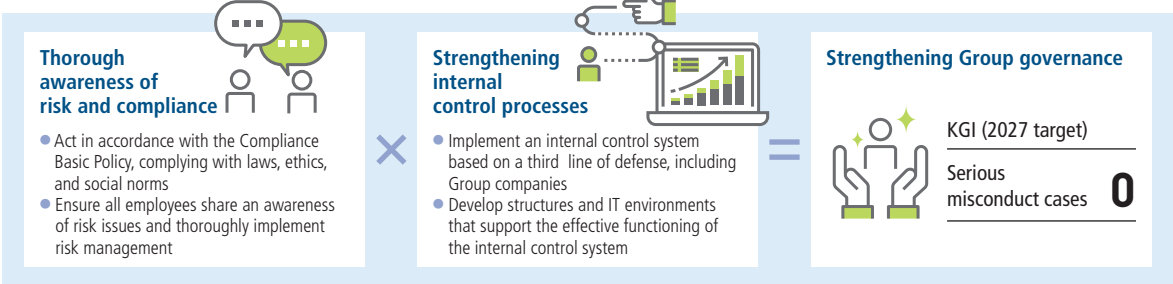 Thorough
awareness of
risk and compliance
● Act in accordance with the Compliance
Basic Policy, complying with laws, ethics,
and social norms
● Ensure all employees share an awareness
of risk issues and thoroughly implement
risk management
×
Strengthening
internal
control processes
● Implement an internal control system
based on a third line of defense, including
Group companies
● Develop structures and IT environments
that support the effective functioning of
the internal control system
=
Strengthening Group governance
KGI (2027 target)
Serious
misconduct cases 0